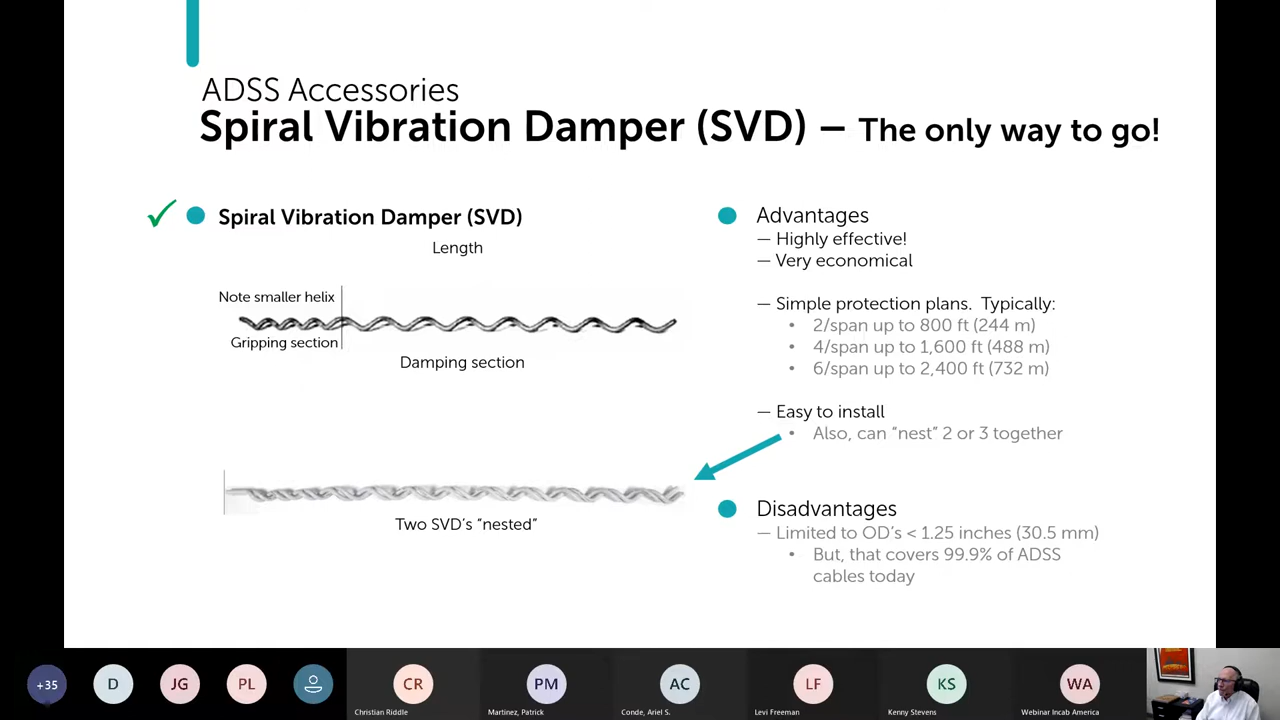 ADSS Accessories
Spiral Vibration Damper (SVD) – The only way to go!
Spiral Vibration Damper (SVD)
Length
Note smaller helix
Gripping section
Damping section
Two SVD's “nested”
Advantages
— Highly effective!
— Very economical
— Simple protection plans. Typically:
• 2/span up to 800 ft (244 m)
• 4/span up to 1,600 ft (488 m)
• 6/span up to 2,400 ft (732 m)
— Easy to install
• Also, can “nest” 2 or 3 together
Disadvantages
— Limited to OD's < 1.25 inches (30.5 mm)
• But, that covers 99.9% of ADSS
cables today
+35
D
JG
PL
CR
PM
AC
LF
KS
WA
Christian Riddle
Martinez, Patrick
Conde, Ariel S.
Levi Freeman
Kenny Stevens
Webinar Incab America